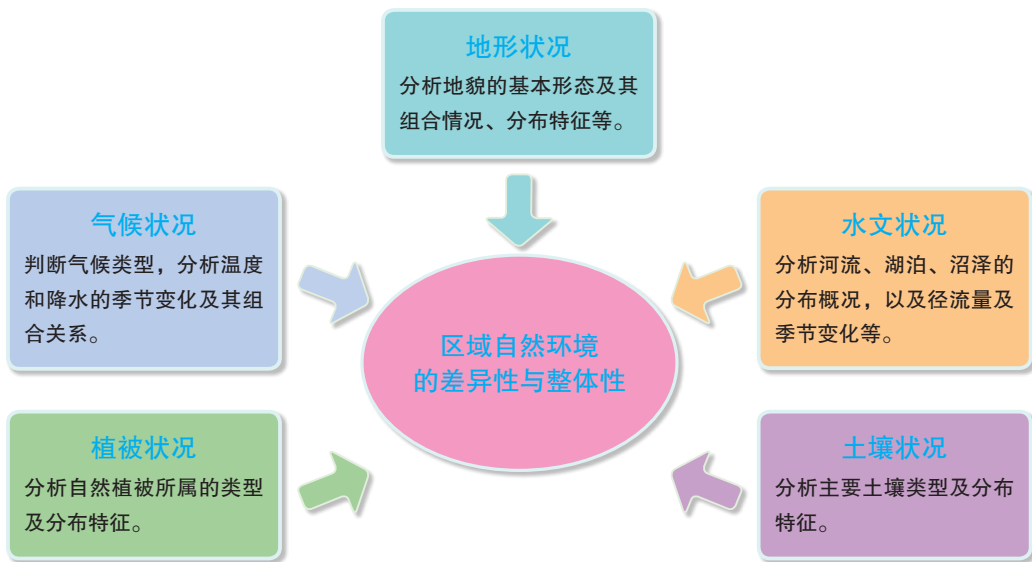 地形状况
分析地貌的基本形态及其
组合情况、分布特征等。
气候状况
判断气候类型，分析温度
和降水的季节变化及其组
合关系。
水文状况
分析河流、湖泊、沼泽的
分布概况，以及径流量及
季节变化等。
区域自然环境
的差异性与整体性
植被状况
分析自然植被所属的类型
及分布特征。
土壤状况
分析主要土壤类型及分布
特征。